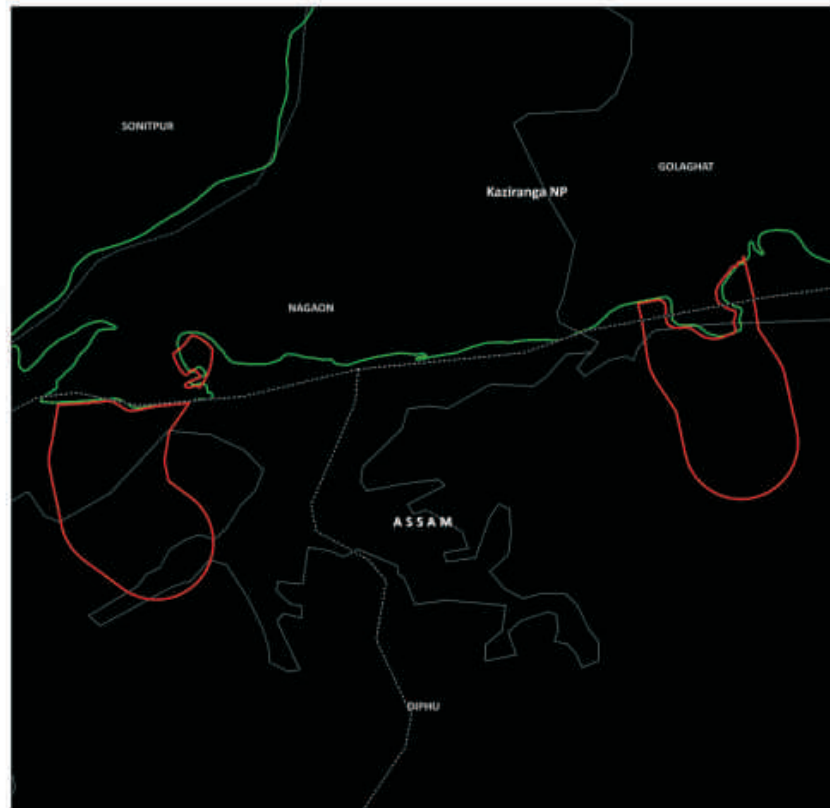 SONITPUR
GOLAGHAT
Kaziranga NP
NAGAON
ASSAM
DIPHU